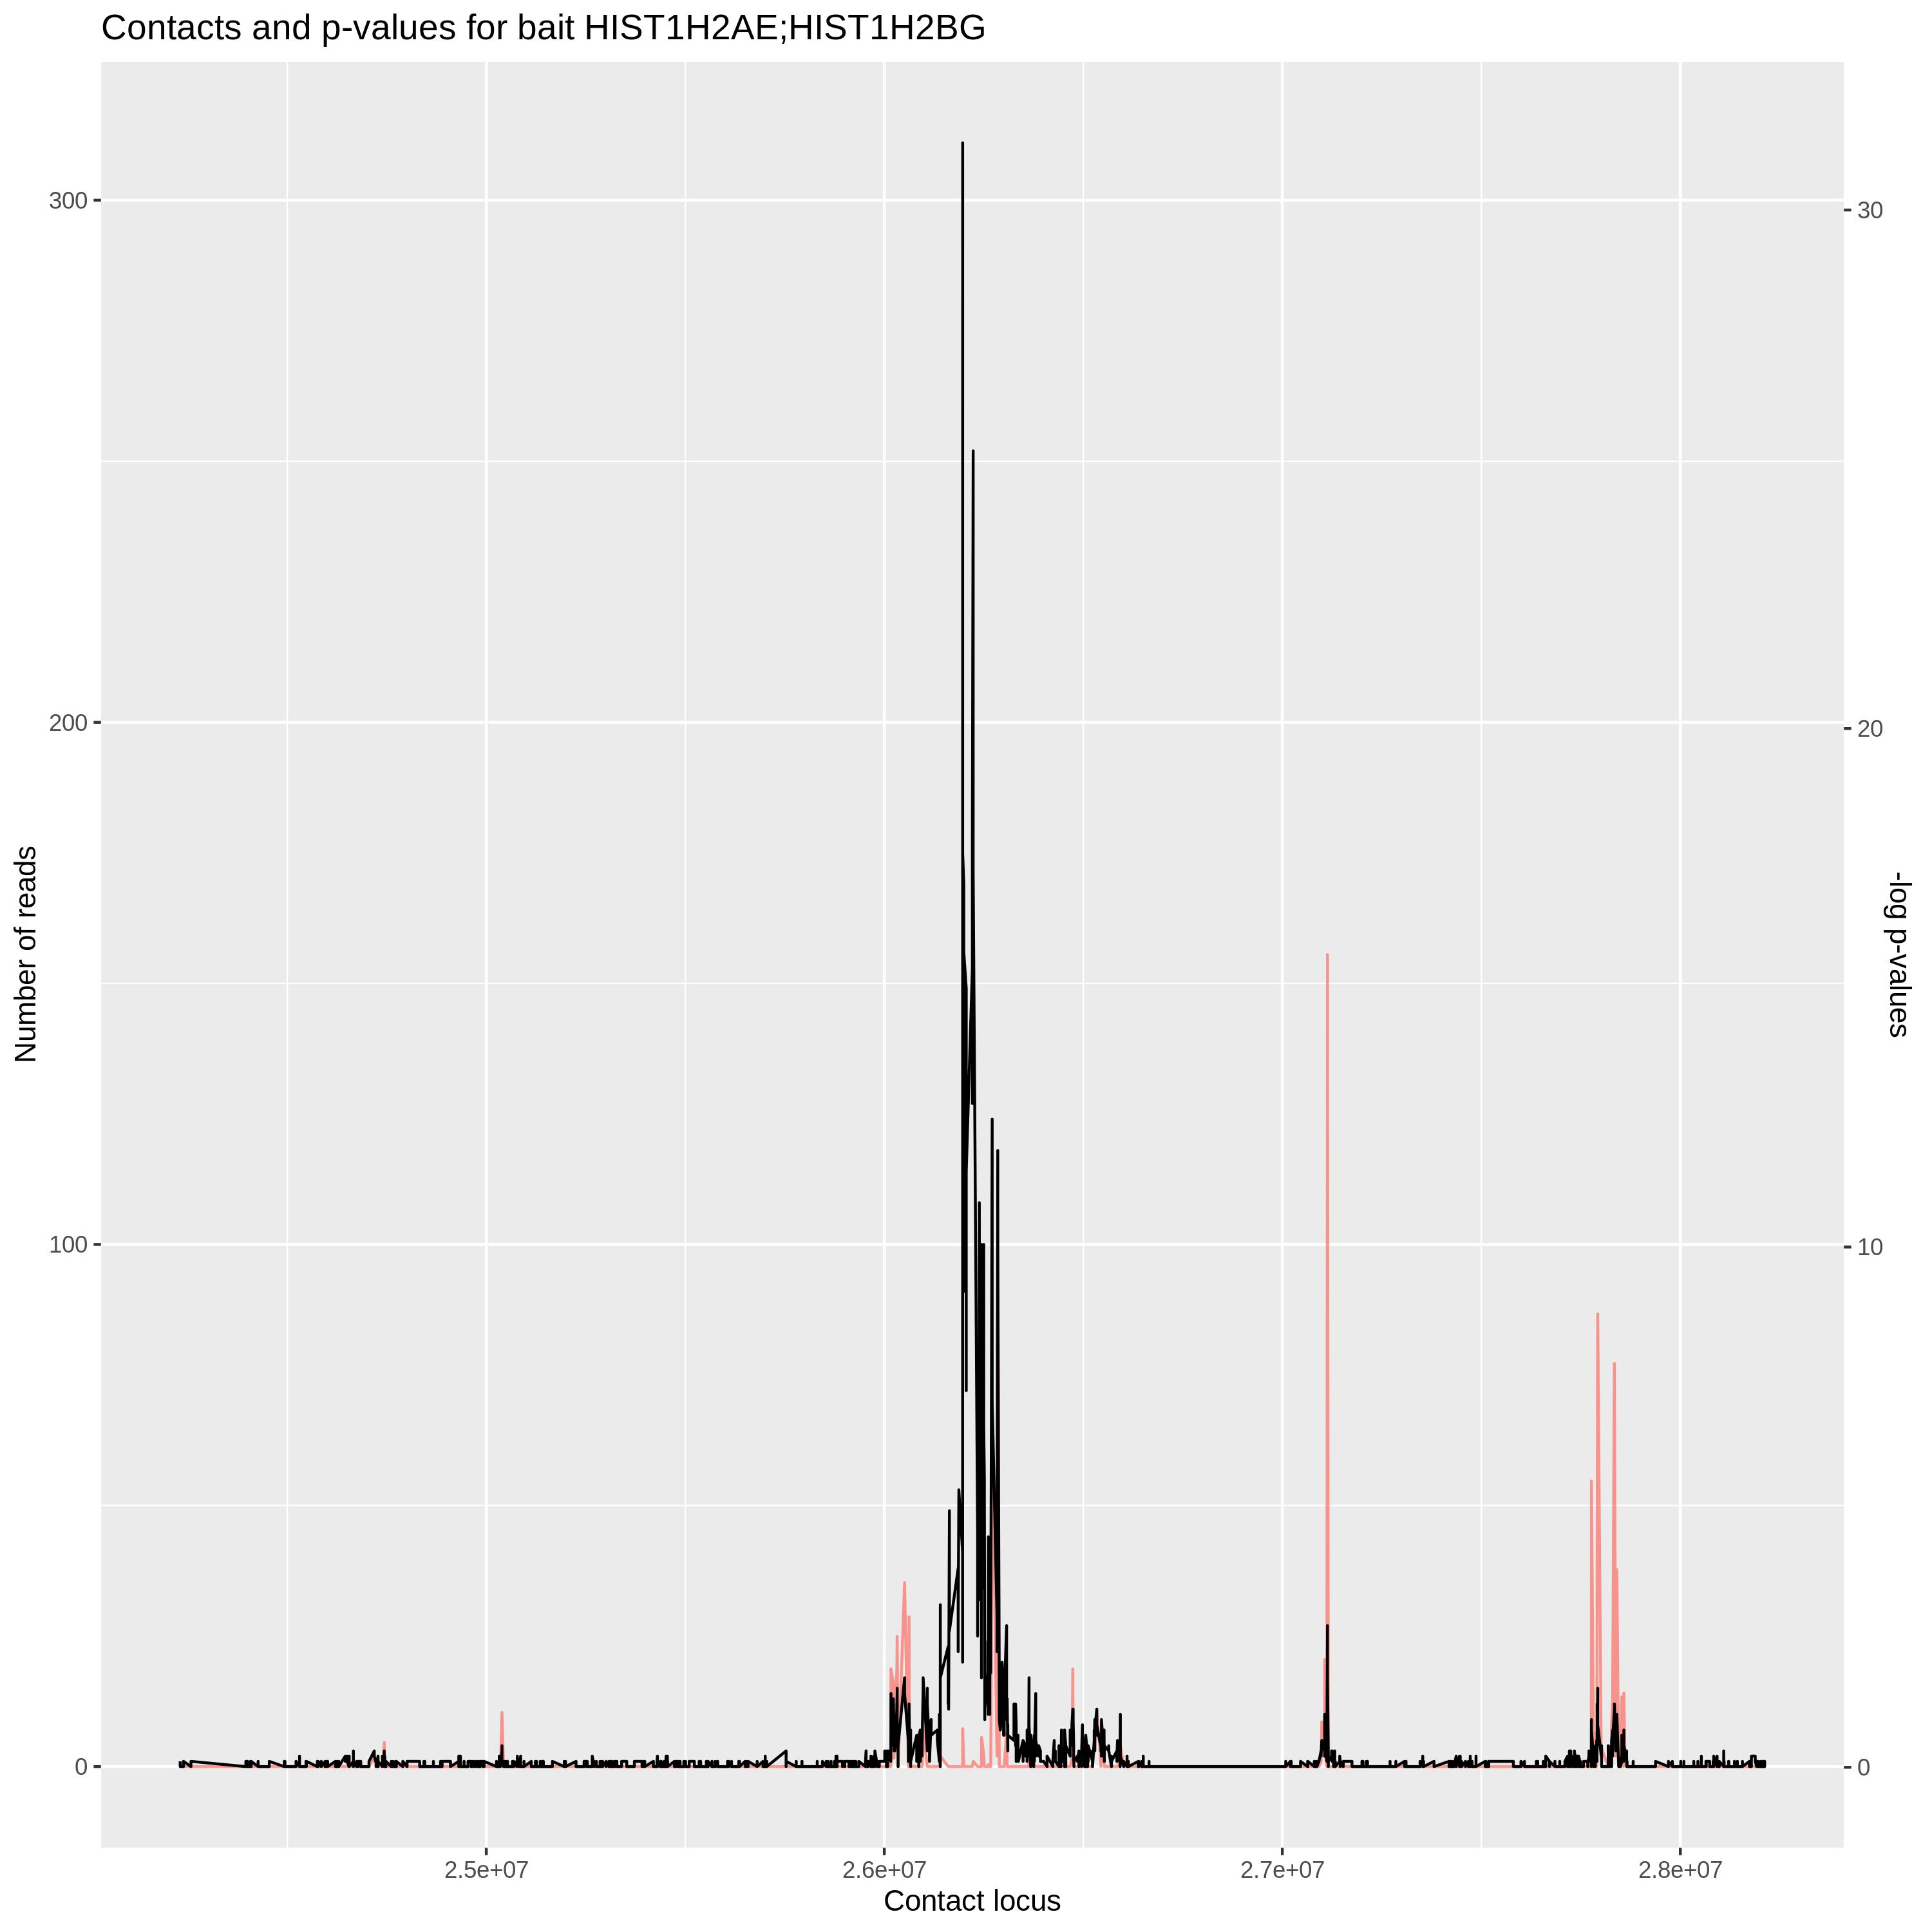 Contacts and p-values for bait HIST1H2AE;HIST1H2BG
300
200
100
0
30
20
10
0
Number of reads
-log p-values
2.5e+07
2.6e+07
2.7e+07
2.8e+07
Contact locus